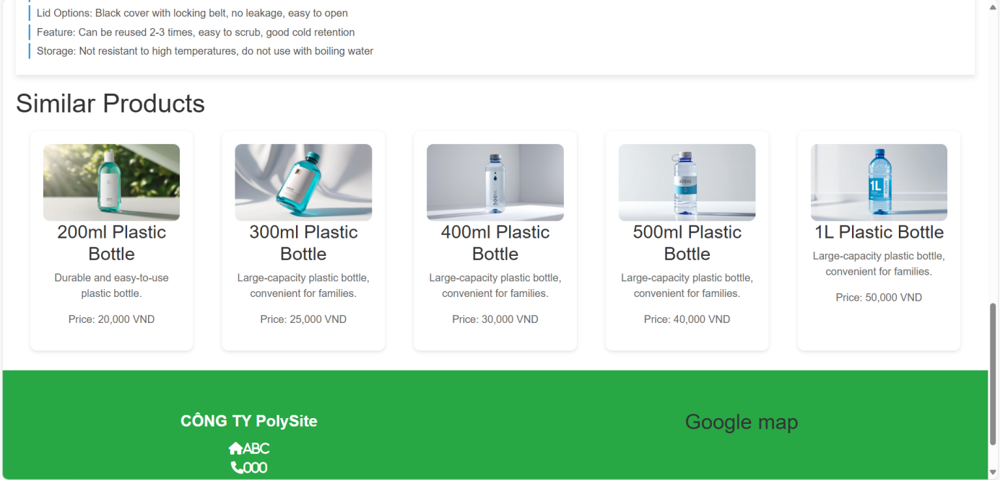 Lid Options: Black cover with locking belt, no leakage, easy to open
Feature: Can be reused 2-3 times, easy to scrub, good cold retention
Storage: Not resistant to high temperatures, do not use with boiling water
Similar Products
500ML
400ml
1L
200ml Plastic
Bottle
Durable and easy-to-use
plastic bottle.
Price: 20,000 VND
300ml Plastic
Bottle
Large-capacity plastic bottle,
convenient for families.
Price: 25,000 VND
400ml Plastic
Bottle
Large-capacity plastic bottle,
convenient for families.
Price: 30,000 VND
500ml Plastic
Bottle
Large-capacity plastic bottle,
convenient for families.
Price: 40,000 VND
1L Plastic Bottle
Large-capacity plastic bottle,
convenient for families.
Price: 50,000 VND
CÔNG TY PolySite
ABC
000
Google map